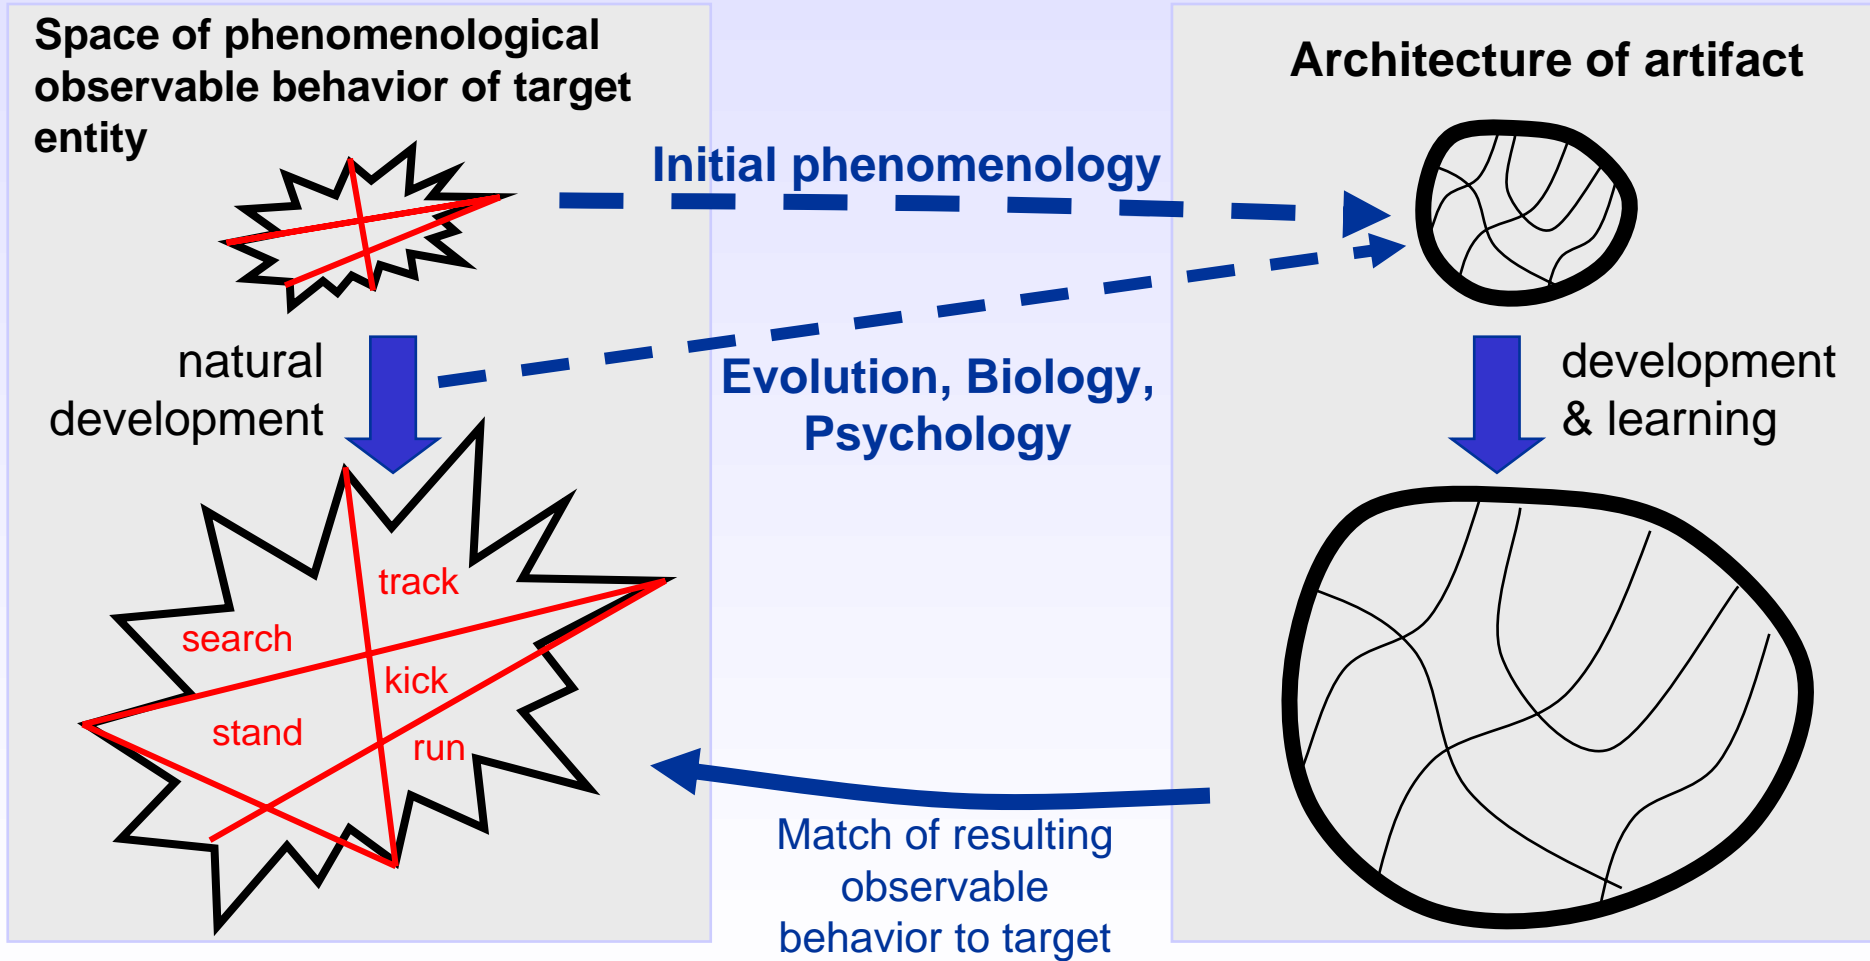 Space of phenomenological
observable behavior of target
entity
Architecture of artifact
Initial phenomenology
natural
development
Evolution, Biology,
Psychology
development
& learning
track
search
kick
stand
run
Match of resulting
observable
behavior to target